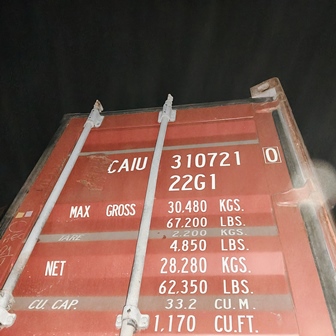 CAIU 310721 0
22G1
MAX GROSS 30.480 KGS.
67.200 LBS.
TARE 2.200 KGS.
4.850 LBS.
NET 28.280 KGS.
62.350 LBS.
CU. CAP. 33.2 CU.M.
1,170 CU.FT.